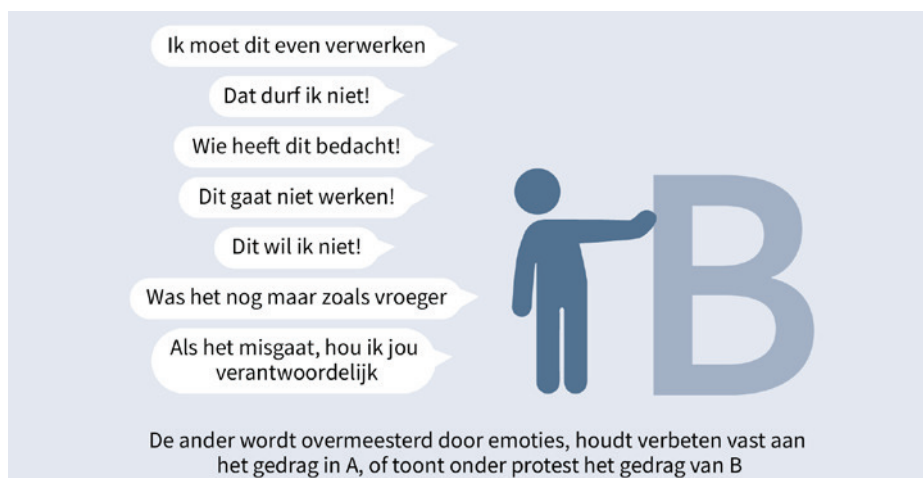 Ik moet dit even verwerken
Dat durf ik niet!
Wie heeft dit bedacht!
Dit gaat niet werken!
Dit wil ik niet!
Was het nog maar zoals vroeger
Als het misgaat, hou ik jou
verantwoordelijk
B
De ander wordt overmeesterd door emoties, houdt verbeten vast aan
het gedrag in A, of toont onder protest het gedrag van B